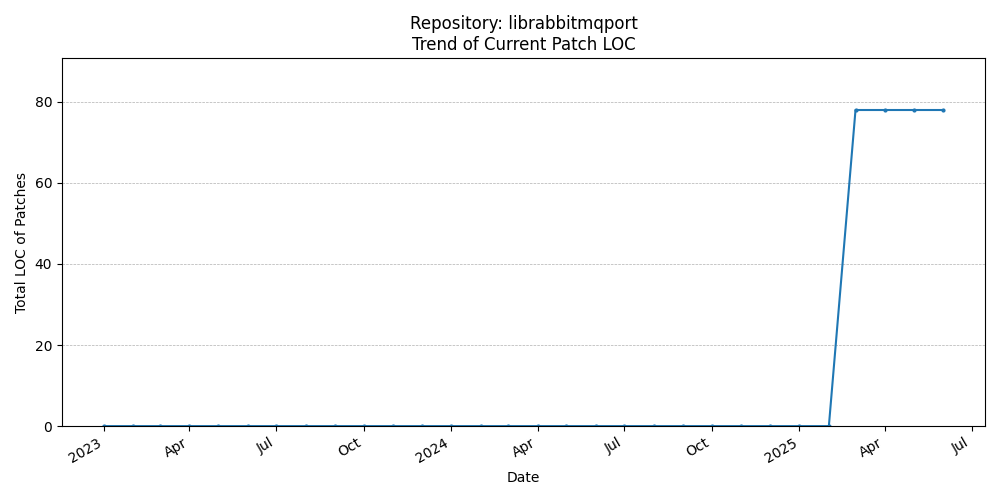 Repository: librabbitmqport
Trend of Current Patch LOC
Total LOC of Patches
80
60
40
20
0
2023
Apr
Jul
Oct
2024
Apr
Jul
Oct
2025
Apr
Jul
Date